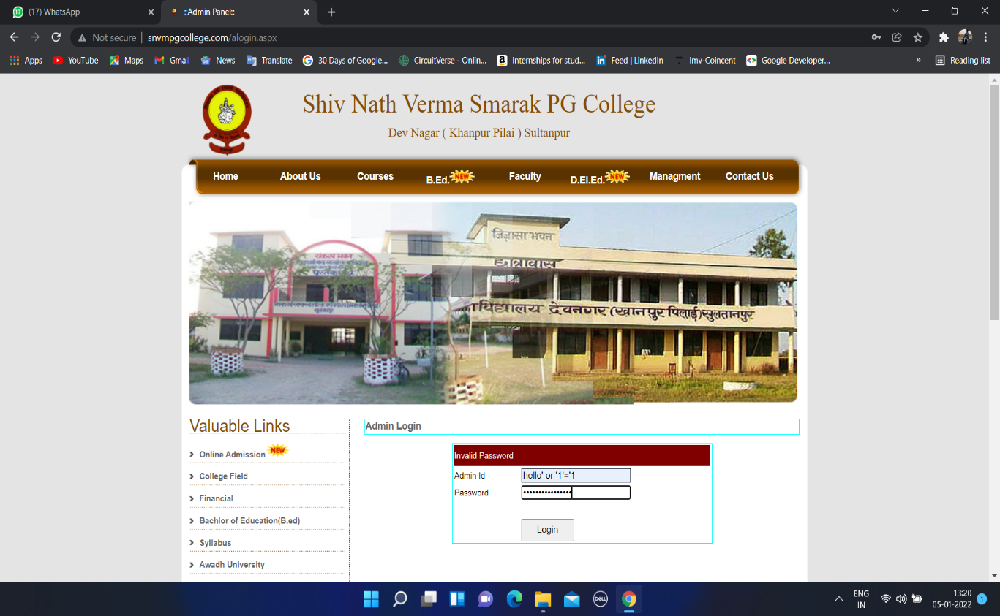 (17) WhatsApp
::Admin Panel::
Not secure | snvmpgcollege.com/alogin.aspx
Apps YouTube Maps Gmail News Translate 30 Days of Google... CircuitVerse - Onlin... Internships for stud... Feed | LinkedIn Imv-Coincent Google Developer... » Reading list
Shiv Nath Verma Smarak PG College
Dev Nagar ( Khanpur Pilai ) Sultanpur
Home About Us Courses B.Ed. NEW Faculty D.El.Ed. NEW Managment Contact Us
जिज्ञासा भवन
छात्रावास
देवनगर (खानपुर पिलाई) सुलतानपुर
Valuable Links
Online Admission NEW
College Field
Financial
Bachlor of Education(B.ed)
Syllabus
Awadh University
Admin Login
Invalid Password
Admin Id hello' or '1'='1
Password ••••••••••••••••
Login
DELL
ENG
IN
13:20
05-01-2022
1